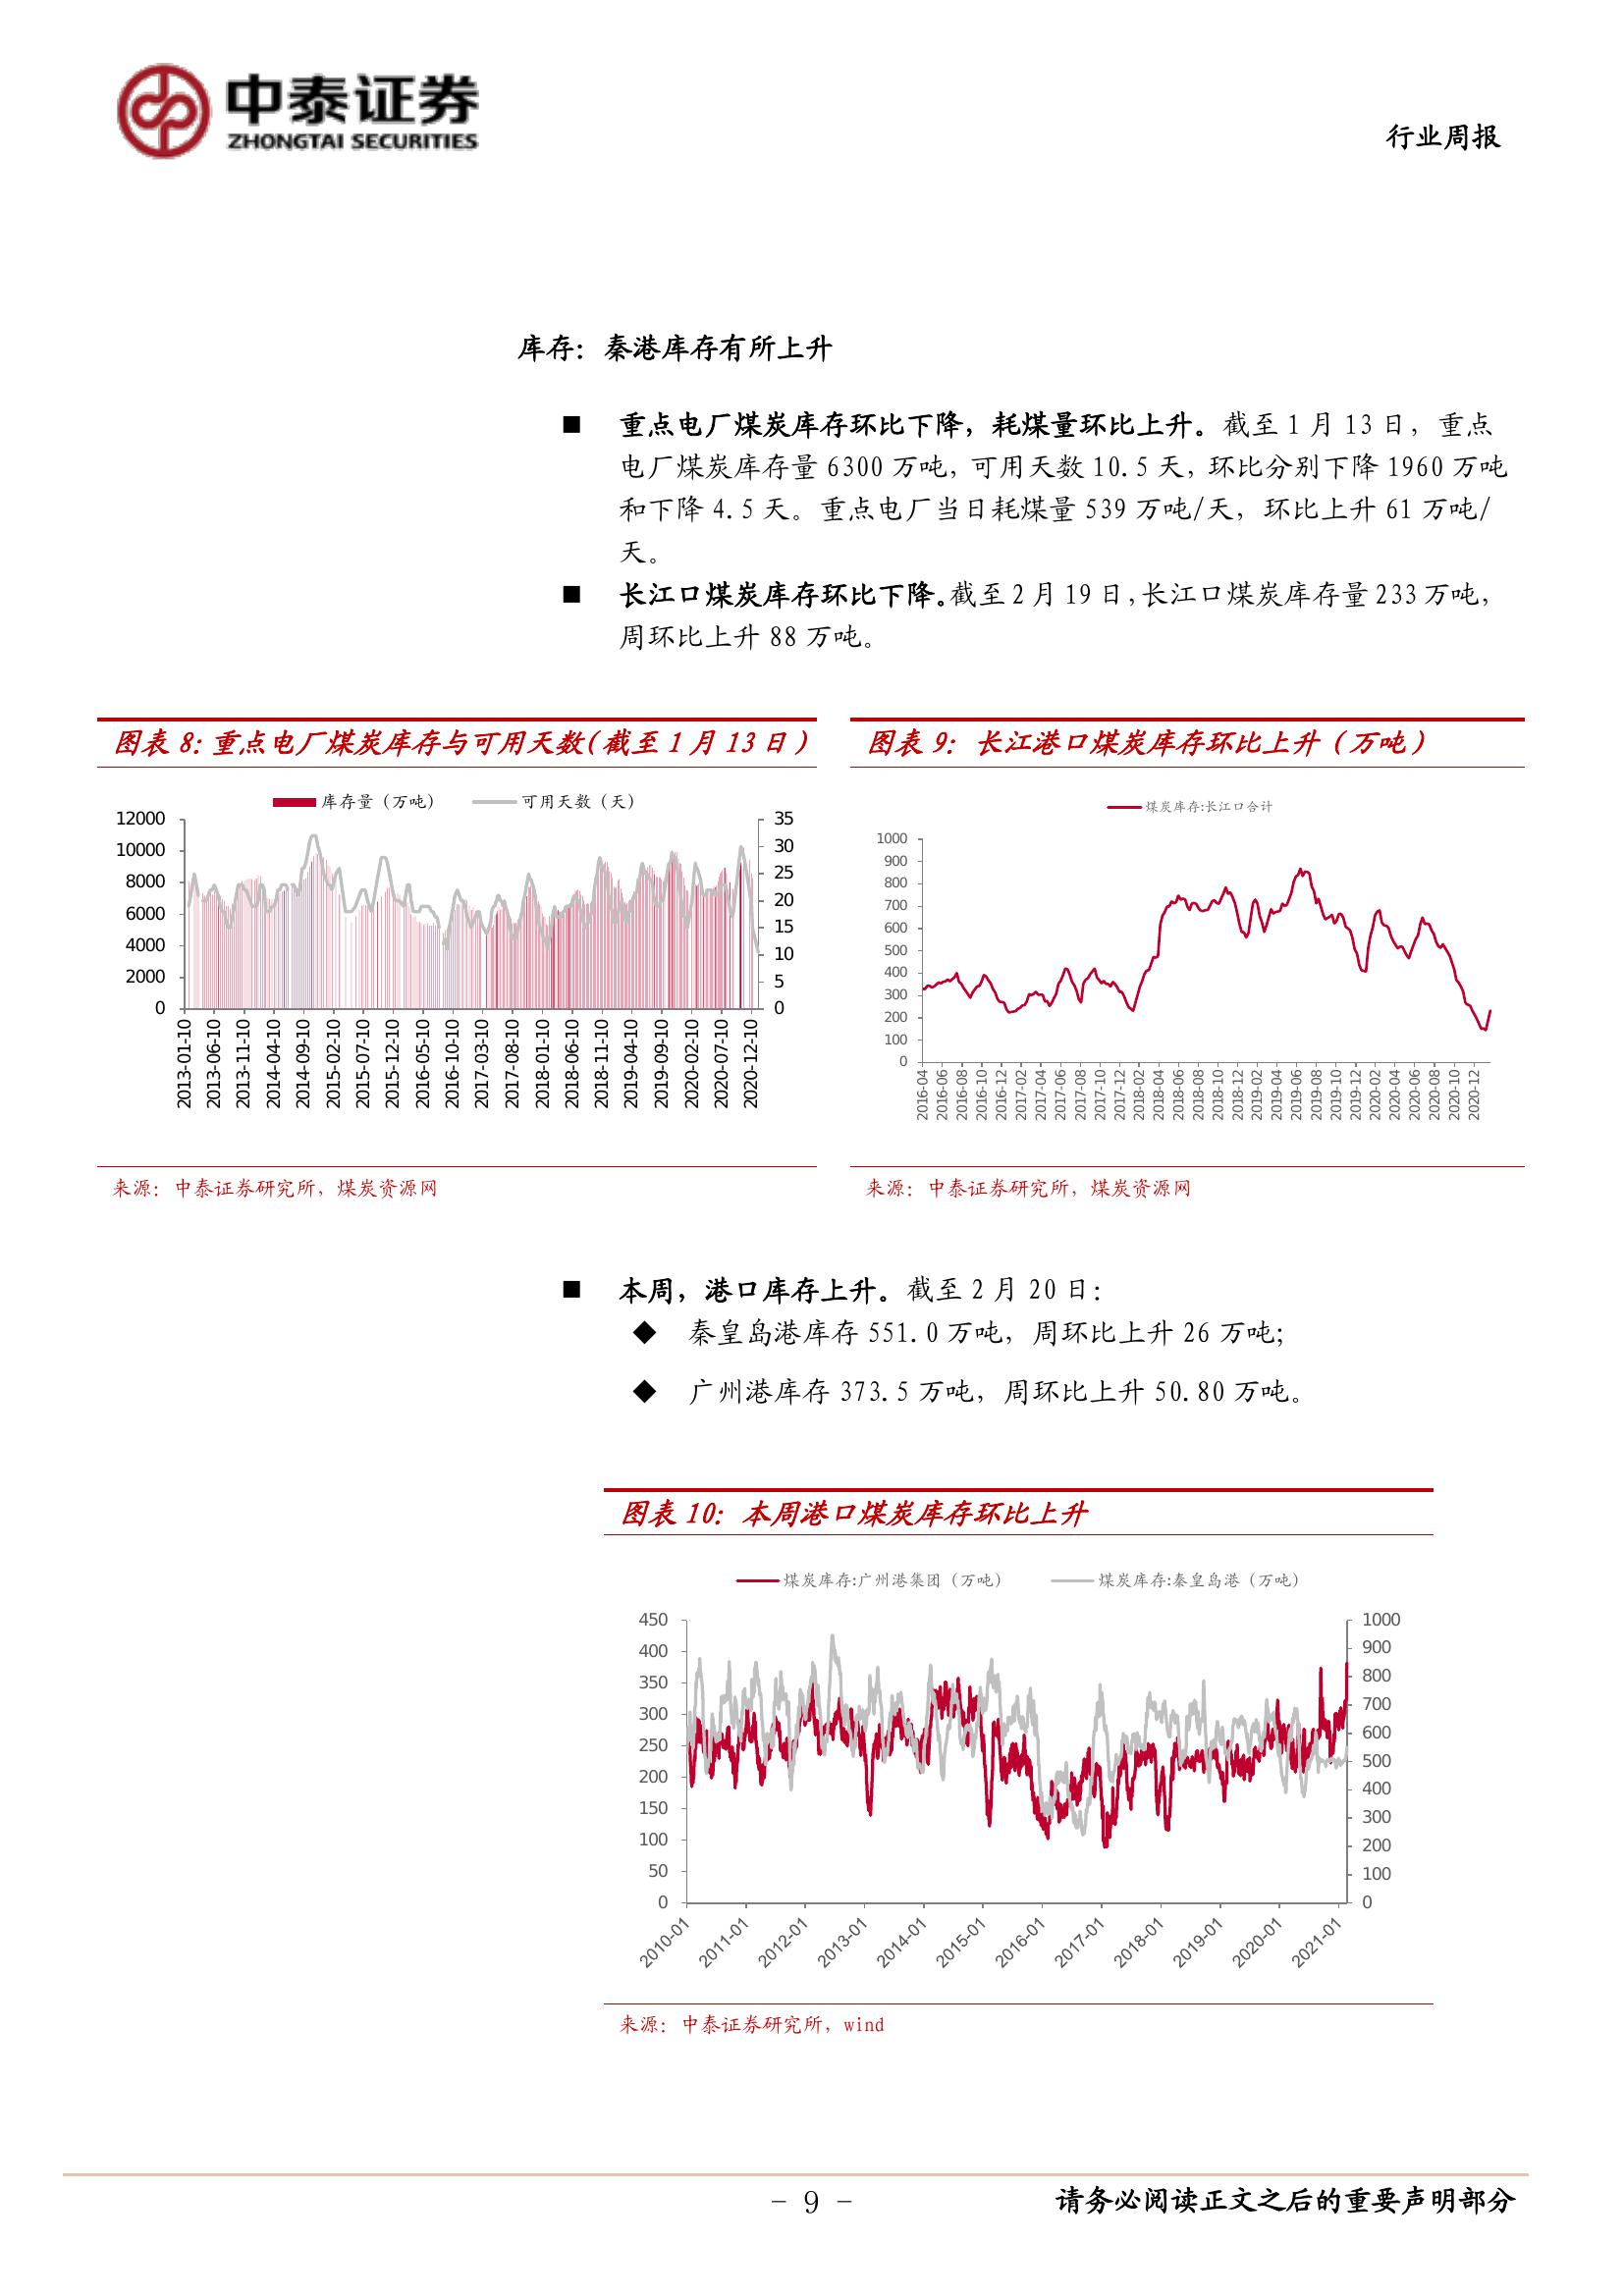 中泰证券
ZHONGTAI SECURITIES
行业周报
库存：秦港库存有所上升
■ 重点电厂煤炭库存环比下降，耗煤量环比上升。截至 1 月 13 日，重点
电厂煤炭库存量 6300 万吨，可用天数 10.5 天，环比分别下降 1960 万吨
和下降 4.5 天。重点电厂当日耗煤量 539 万吨/天，环比上升 61 万吨/
天。
■ 长江口煤炭库存环比下降。截至 2 月 19 日，长江口煤炭库存量 233 万吨，
周环比上升 88 万吨。
图表 8：重点电厂煤炭库存与可用天数（截至 1 月 13 日）
库存量（万吨） 可用天数（天）
12000
10000
8000
6000
4000
2000
0
35
30
25
20
15
10
5
0
2013-01-10 2013-06-10 2013-11-10 2014-04-10 2014-09-10 2015-02-10 2015-07-10 2015-12-10 2016-05-10 2016-10-10 2017-03-10 2017-08-10 2018-01-10 2018-06-10 2018-11-10 2019-04-10 2019-09-10 2020-02-10 2020-07-10 2020-12-10
来源：中泰证券研究所，煤炭资源网
图表 9：长江港口煤炭库存环比上升（万吨）
煤炭库存:长江口合计
1000
900
800
700
600
500
400
300
200
100
0
2016-04 2016-06 2016-08 2016-10 2016-12 2017-02 2017-04 2017-06 2017-08 2017-10 2017-12 2018-02 2018-04 2018-06 2018-08 2018-10 2018-12 2019-02 2019-04 2019-06 2019-08 2019-10 2019-12 2020-02 2020-04 2020-06 2020-08 2020-10 2020-12
来源：中泰证券研究所，煤炭资源网
■ 本周，港口库存上升。截至 2 月 20 日：
◆ 秦皇岛港库存 551.0 万吨，周环比上升 26 万吨；
◆ 广州港库存 373.5 万吨，周环比上升 50.80 万吨。
图表 10：本周港口煤炭库存环比上升
煤炭库存:广州港集团（万吨） 煤炭库存:秦皇岛港（万吨）
450
400
350
300
250
200
150
100
50
0
1000
900
800
700
600
500
400
300
200
100
0
2010-01 2011-01 2012-01 2013-01 2014-01 2015-01 2016-01 2017-01 2018-01 2019-01 2020-01 2021-01
来源：中泰证券研究所，wind
- 9 -
请务必阅读正文之后的重要声明部分